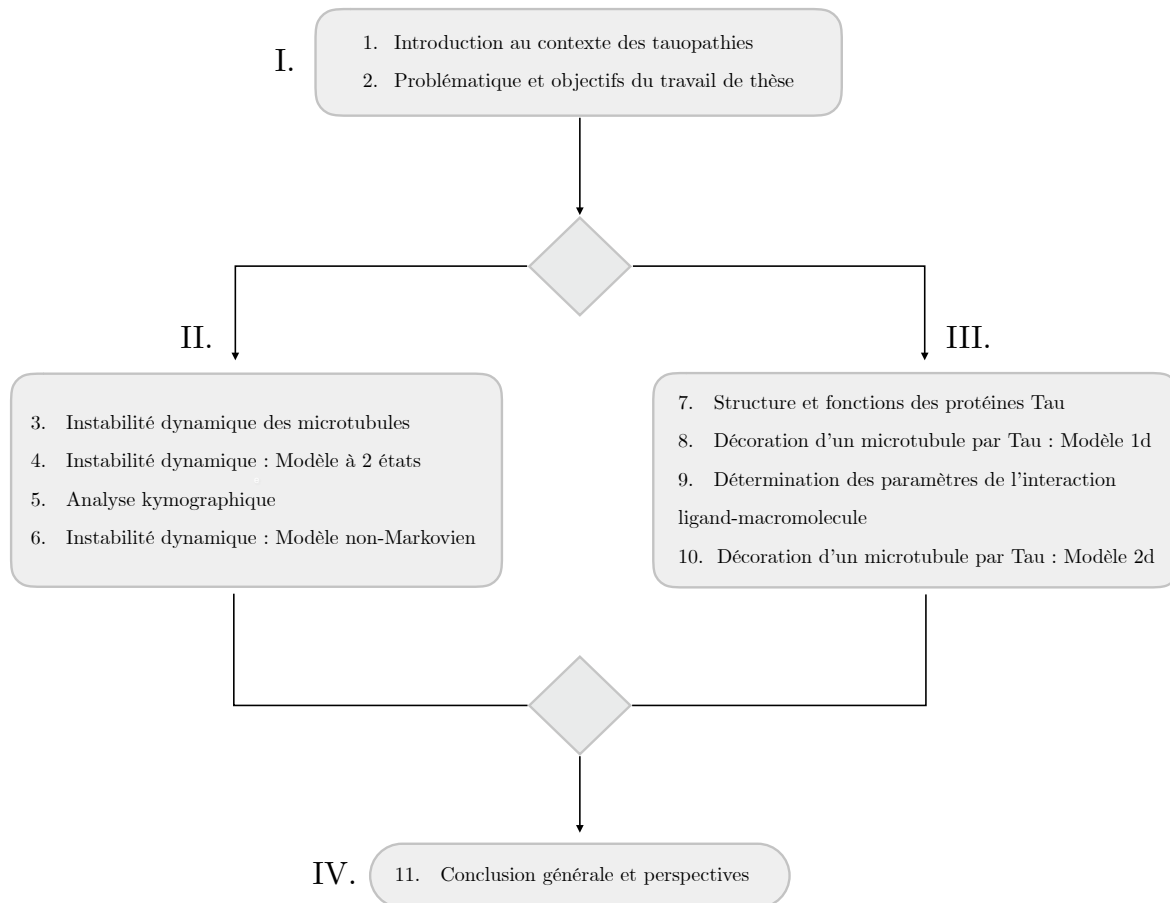 I.
1. Introduction au contexte des tauopathies
2. Problématique et objectifs du travail de thèse
II.
3. Instabilité dynamique des microtubules
4. Instabilité dynamique : Modèle à 2 états
5. Analyse kymographique
6. Instabilité dynamique : Modèle non-Markovien
III.
7. Structure et fonctions des protéines Tau
8. Décoration d'un microtubule par Tau : Modèle 1d
9. Détermination des paramètres de l'interaction
ligand-macromolecule
10. Décoration d'un microtubule par Tau : Modèle 2d
IV.
11. Conclusion générale et perspectives